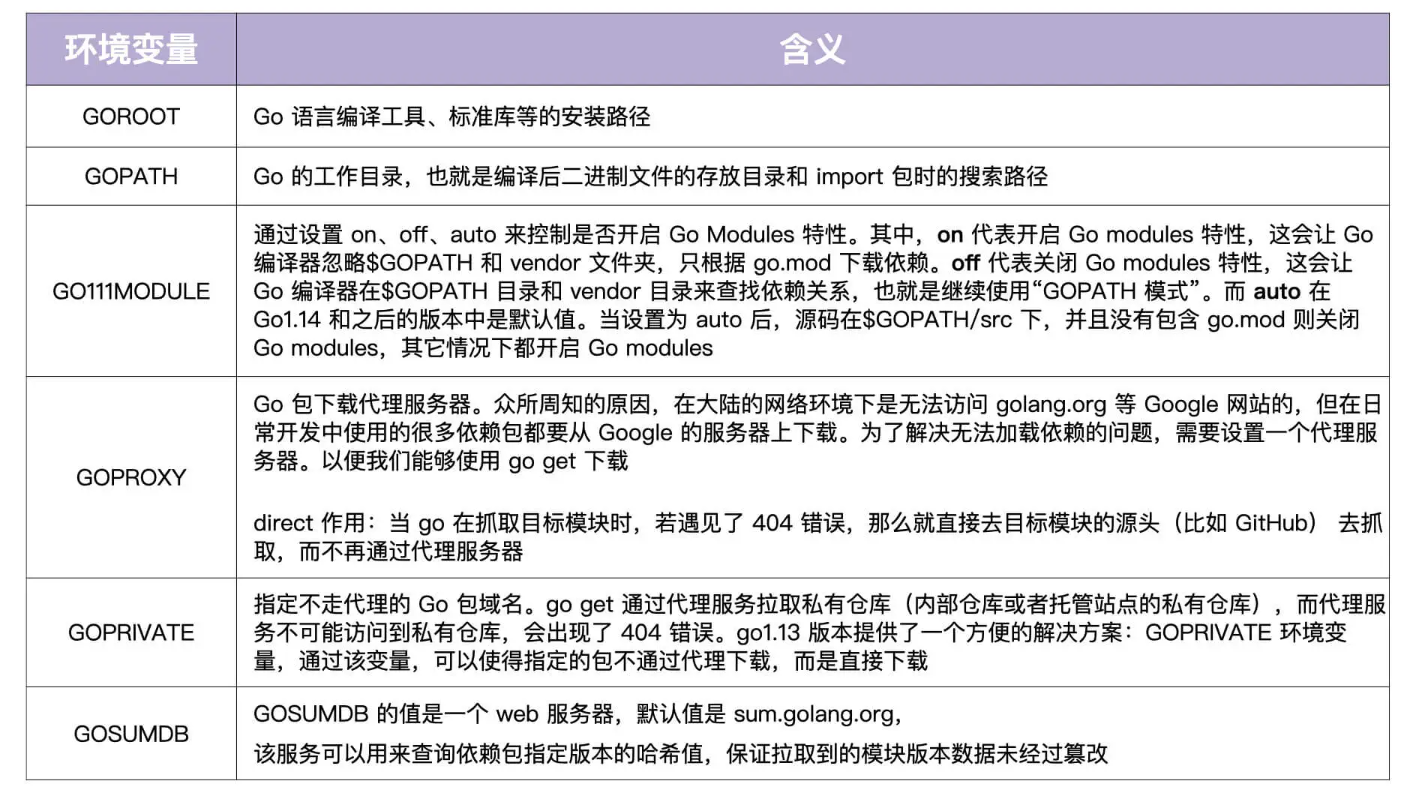 环境变量
含义
GOROOT
Go 语言编译工具、标准库等的安装路径
GOPATH
Go 的工作目录，也就是编译后二进制文件的存放目录和 import 包时的搜索路径
GO111MODULE
通过设置 on、off、auto 来控制是否开启 Go Modules 特性。其中，on 代表开启 Go modules 特性，这会让 Go
编译器忽略$GOPATH 和 vendor 文件夹，只根据 go.mod 下载依赖。off 代表关闭 Go modules 特性，这会让
Go 编译器在$GOPATH 目录和 vendor 目录来查找依赖关系，也就是继续使用“GOPATH 模式”。而 auto 在
Go1.14 和之后的版本中是默认值。当设置为 auto 后，源码在$GOPATH/src 下，并且没有包含 go.mod 则关闭
Go modules，其它情况下都开启 Go modules
GOPROXY
Go 包下载代理服务器。众所周知的原因，在大陆的网络环境下是无法访问 golang.org 等 Google 网站的，但在日
常开发中使用的很多依赖包都要从 Google 的服务器上下载。为了解决无法加载依赖的问题，需要设置一个代理服
务器。以便我们能够使用 go get 下载
direct 作用：当 go 在抓取目标模块时，若遇见了 404 错误，那么就直接去目标模块的源头（比如 GitHub） 去抓
取，而不再通过代理服务器
GOPRIVATE
指定不走代理的 Go 包域名。go get 通过代理服务拉取私有仓库（内部仓库或者托管站点的私有仓库），而代理服
务不可能访问到私有仓库，会出现了 404 错误。go1.13 版本提供了一个方便的解决方案：GOPRIVATE 环境变
量，通过该变量，可以使得指定的包不通过代理下载，而是直接下载
GOSUMDB
GOSUMDB 的值是一个 web 服务器，默认值是 sum.golang.org，
该服务可以用来查询依赖包指定版本的哈希值，保证拉取到的模块版本数据未经过篡改